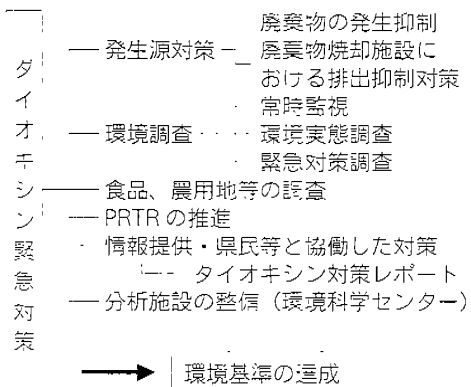 ダイオキシン緊急対策
廃棄物の発生抑制
発生源対策
廃棄物焼却施設に
おける排出抑制対策
常時監視
環境調査
環境実態調査
緊急対策調査
食品、農用地等の調査
PRTRの推進
情報提供・県民等と協働した対策
タイオキシン対策レポート
分析施設の整信（環境科学センター）
環境基準の達成